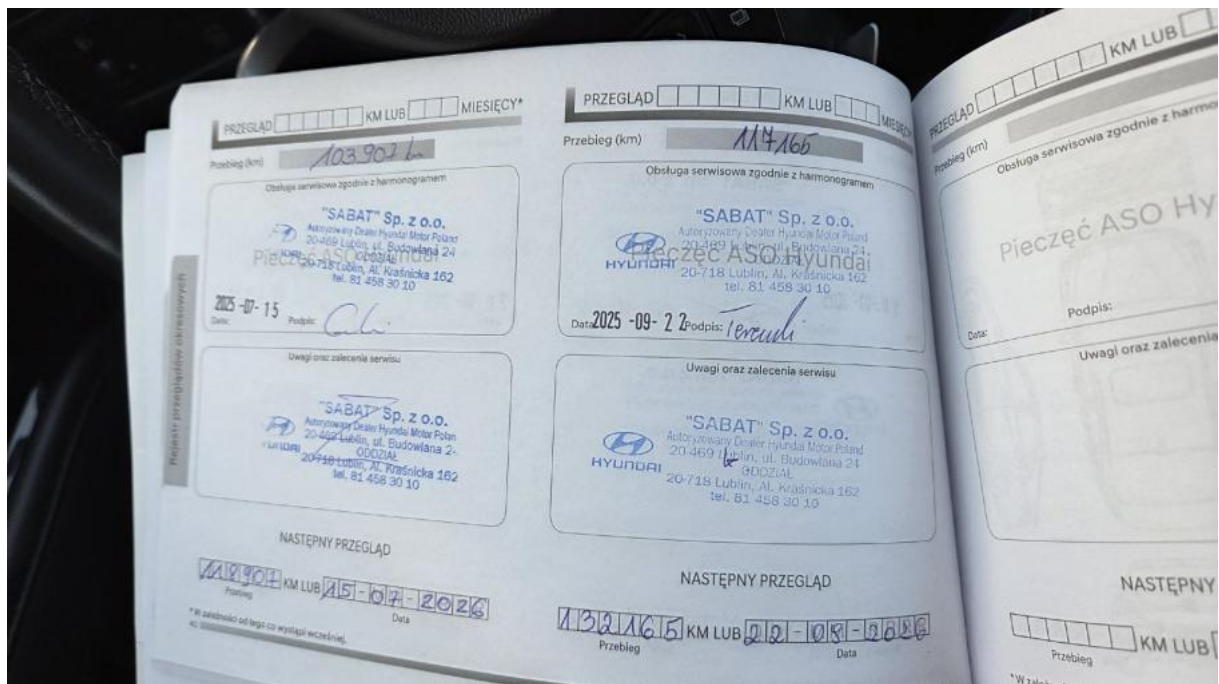 PRZEGLĄD KM LUB MIESIĘCY*
Przebieg (km) 103.907
Obsługa serwisowa zgodnie z harmonogramem
"SABAT" Sp. z o.o.
Autoryzowany Dealer Hyundai Motor Poland
20-469 Lublin, ul. Budowlana 24
ODDZIAŁ
Pieczęć ASO Hyundai
20-718 Lublin, Al. Kraśnicka 162
tel. 81 458 30 10
2025 -07- 15
Data: Podpis:
Uwagi oraz zalecenia serwisu
"SABAT" Sp. z o.o.
Autoryzowany Dealer Hyundai Motor Polan
20-469 Lublin, ul. Budowlana 2
ODDZIAŁ
20-718 Lublin, Al. Kraśnicka 162
tel. 81 458 30 10
NASTĘPNY PRZEGLĄD
118907 KM LUB 15-07-2026
Przebieg Data
*W zależności od tego co wystąpi wcześniej.
40
Rejestr przeglądów okresowych
PRZEGLĄD KM LUB MIESIĘCY
Przebieg (km) 117165
Obsługa serwisowa zgodnie z harmonogramem
"SABAT" Sp. z o.o.
Autoryzowany Dealer Hyundai Motor Poland
20-469 Lublin, ul. Budowlana 24
ODDZIAŁ
Pieczęć ASO Hyundai
HYUNDAI
20-718 Lublin, Al. Kraśnicka 162
tel. 81 458 30 10
Data 2025 -09- 22 Podpis:
Uwagi oraz zalecenia serwisu
"SABAT" Sp. z o.o.
Autoryzowany Dealer Hyundai Motor Poland
20-469 Lublin, ul. Budowlana 24
ODDZIAŁ
HYUNDAI
20-718 Lublin, Al. Kraśnicka 162
tel. 81 458 30 10
NASTĘPNY PRZEGLĄD
132165 KM LUB 22-08-2026
Przebieg Data
PRZEGLĄD KM LUB
Przebieg (km)
Obsługa serwisowa zgodnie z harmo
Pieczęć ASO Hy
Data: Podpis:
Uwagi oraz zalecenia
NASTĘPNY
KM LUB
Przebieg
*W zależ